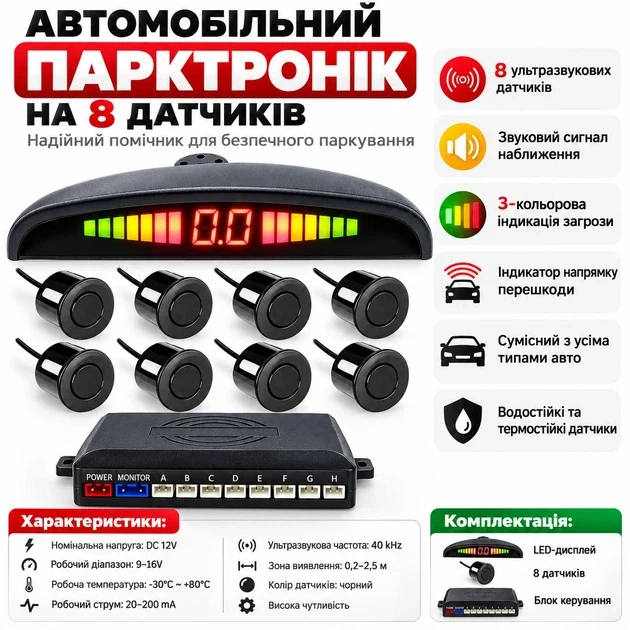 АВТОМОБІЛЬНИЙ
ПАРКТРОНІК
НА 8 ДАТЧИКІВ
Надійний помічник для безпечного паркування
8 ультразвукових
датчиків
Звуковий сигнал
наближення
3-кольорова
індикація загрози
Індикатор напрямку
перешкоди
Сумісний з усіма
типами авто
Водостійкі та
термостійкі датчики
0.0
POWER MONITOR A B C D E F G H
Характеристики:
Номінальна напруга: DC 12V
Робочий діапазон: 9–16V
Робоча температура: -30°C ~ +80°C
Робочий струм: 20–200 mA
Ультразвукова частота: 40 kHz
Зона виявлення: 0,2–2,5 м
Колір датчиків: чорний
Висока чутливість
Комплектація:
0.0
LED-дисплей
8 датчиків
Блок керування